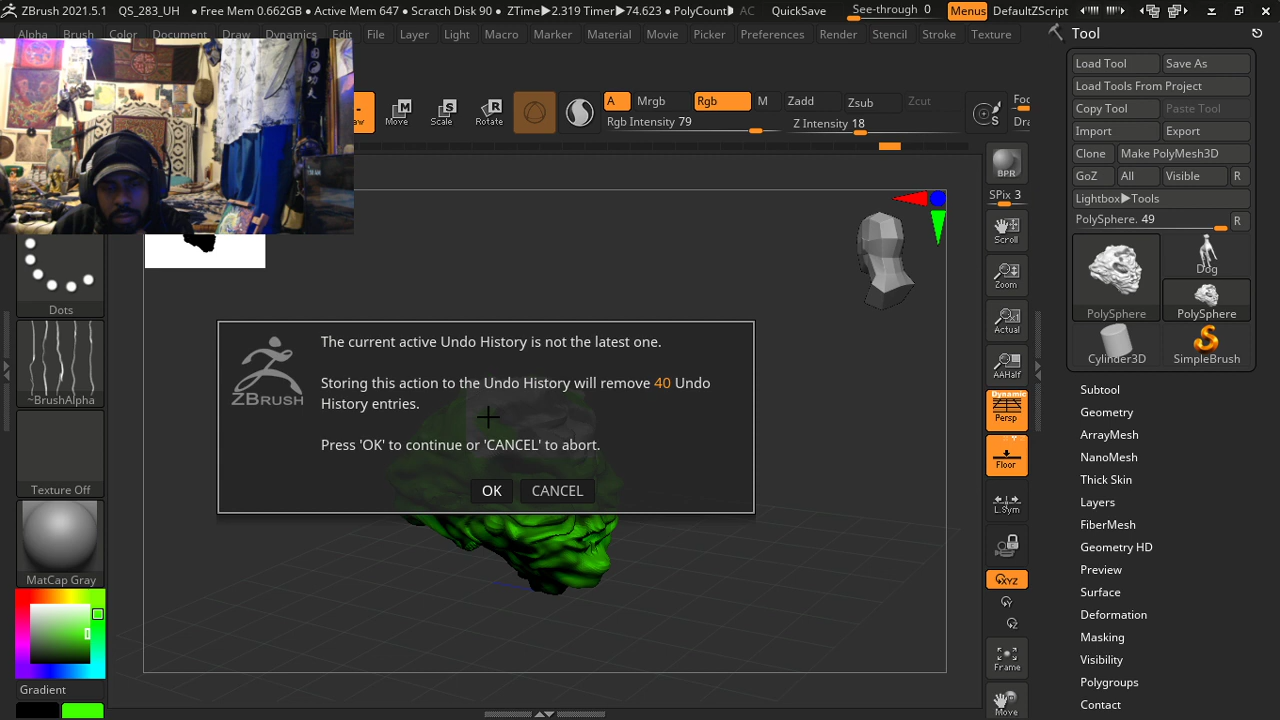 ZBrush 2021.5.1 QS_283_UH ● Free Mem 0.662GB ● Active Mem 647 ● Scratch Disk 90 ● ZTime▶2.319 Timer▶74.623 ● PolyCount▶ AC QuickSave See-through 0 Menus DefaultZScript
Alpha Brush Color Document Draw Dynamics Edit File Layer Light Macro Marker Material Movie Picker Preferences Render Stencil Stroke Texture
Tool
Load Tool Save As
Load Tools From Project
Copy Tool Paste Tool
Import Export
Clone Make PolyMesh3D
GoZ All Visible R
Lightbox▶Tools
PolySphere. 49 R
Dog
PolySphere PolySphere
Cylinder3D SimpleBrush
Subtool
Geometry
ArrayMesh
NanoMesh
Thick Skin
Layers
FiberMesh
Geometry HD
Preview
Surface
Deformation
Masking
Visibility
Polygroups
Contact
Move Scale Rotate
A Mrgb Rgb M Zadd Zsub Zcut
Rgb Intensity 79 Z Intensity 18
Foc
Dra
BPR
SPix 3
Scroll
Zoom
Actual
AAHalf
Dynamic
Persp
Floor
L.Sym
XYZ
Frame
Move
Dots
~BrushAlpha
Texture Off
MatCap Gray
Gradient
ZBRUSH
The current active Undo History is not the latest one.
Storing this action to the Undo History will remove 40 Undo
History entries.
Press 'OK' to continue or 'CANCEL' to abort.
OK CANCEL